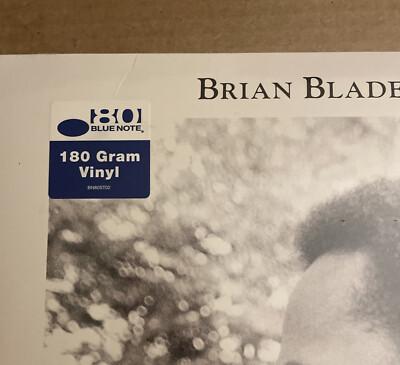 BRIAN BLADE
80
BLUE NOTE
180 Gram
Vinyl